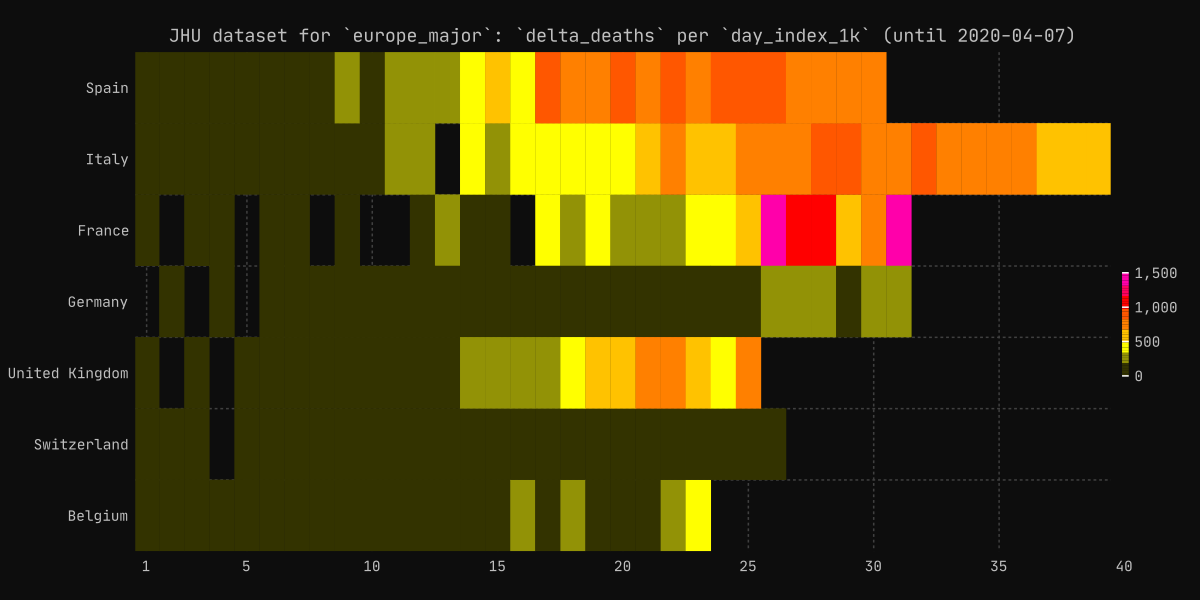 JHU dataset for `europe_major`: `delta_deaths` per `day_index_1k` (until 2020-04-07)
Spain
Italy
France
Germany
United Kingdom
Switzerland
Belgium
1,500
1,000
500
0
1 5 10 15 20 25 30 35 40